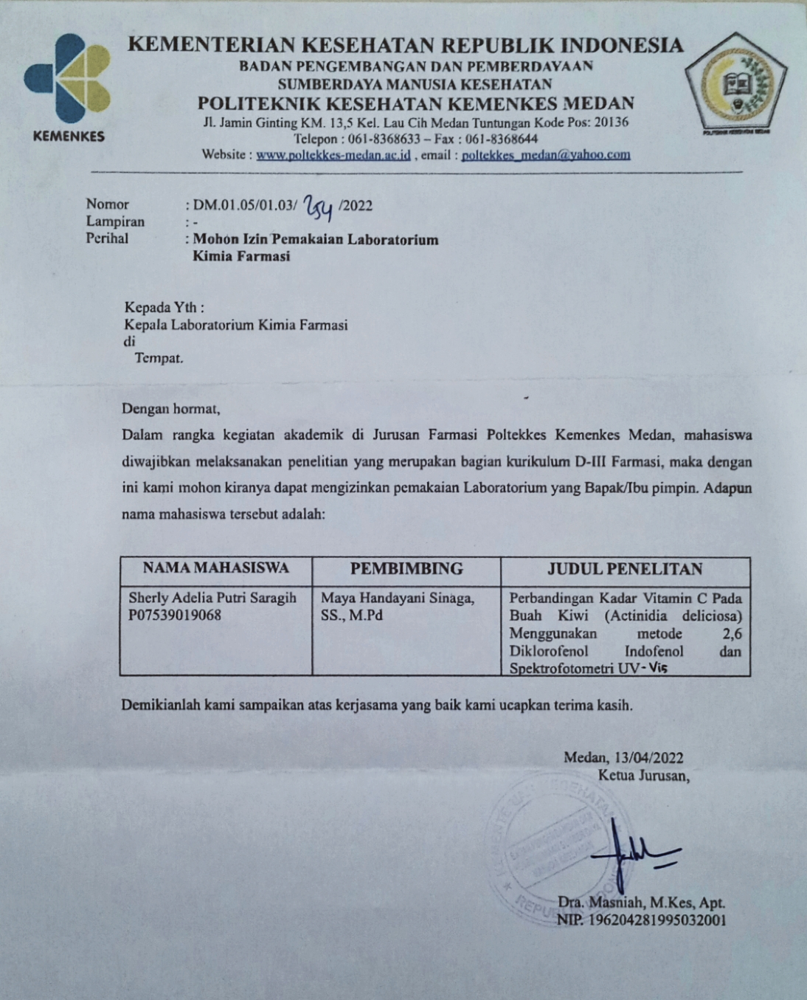 KEMENTERIAN KESEHATAN REPUBLIK INDONESIA
BADAN PENGEMBANGAN DAN PEMBERDAYAAN
SUMBERDAYA MANUSIA KESEHATAN
POLITEKNIK KESEHATAN KEMENKES MEDAN
Jl. Jamin Ginting KM. 13,5 Kel. Lau Cih Medan Tuntungan Kode Pos: 20136
Telepon : 061-8368633 – Fax : 061-8368644
Website : www.poltekkes-medan.ac.id , email : poltekkes_medan@yahoo.com
KEMENKES
POLITEKNIK KESEHATAN MEDAN
Nomor : DM.01.05/01.03/ 254 /2022
Lampiran : -
Perihal : Mohon Izin Pemakaian Laboratorium
Kimia Farmasi
Kepada Yth :
Kepala Laboratorium Kimia Farmasi
di
Tempat.
Dengan hormat,
Dalam rangka kegiatan akademik di Jurusan Farmasi Poltekkes Kemenkes Medan, mahasiswa
diwajibkan melaksanakan penelitian yang merupakan bagian kurikulum D-III Farmasi, maka dengan
ini kami mohon kiranya dapat mengizinkan pemakaian Laboratorium yang Bapak/Ibu pimpin. Adapun
nama mahasiswa tersebut adalah:
NAMA MAHASISWA PEMBIMBING JUDUL PENELITAN
Sherly Adelia Putri Saragih Maya Handayani Sinaga, Perbandingan Kadar Vitamin C Pada
P07539019068 SS., M.Pd Buah Kiwi (Actinidia deliciosa)
Menggunakan metode 2,6
Diklorofenol Indofenol dan
Spektrofotometri UV-Vis
Demikianlah kami sampaikan atas kerjasama yang baik kami ucapkan terima kasih.
Medan, 13/04/2022
Ketua Jurusan,
KEMENTERIAN KESEHATAN
REPUBLIK INDONESIA
Dra. Masniah, M.Kes, Apt.
NIP. 196204281995032001